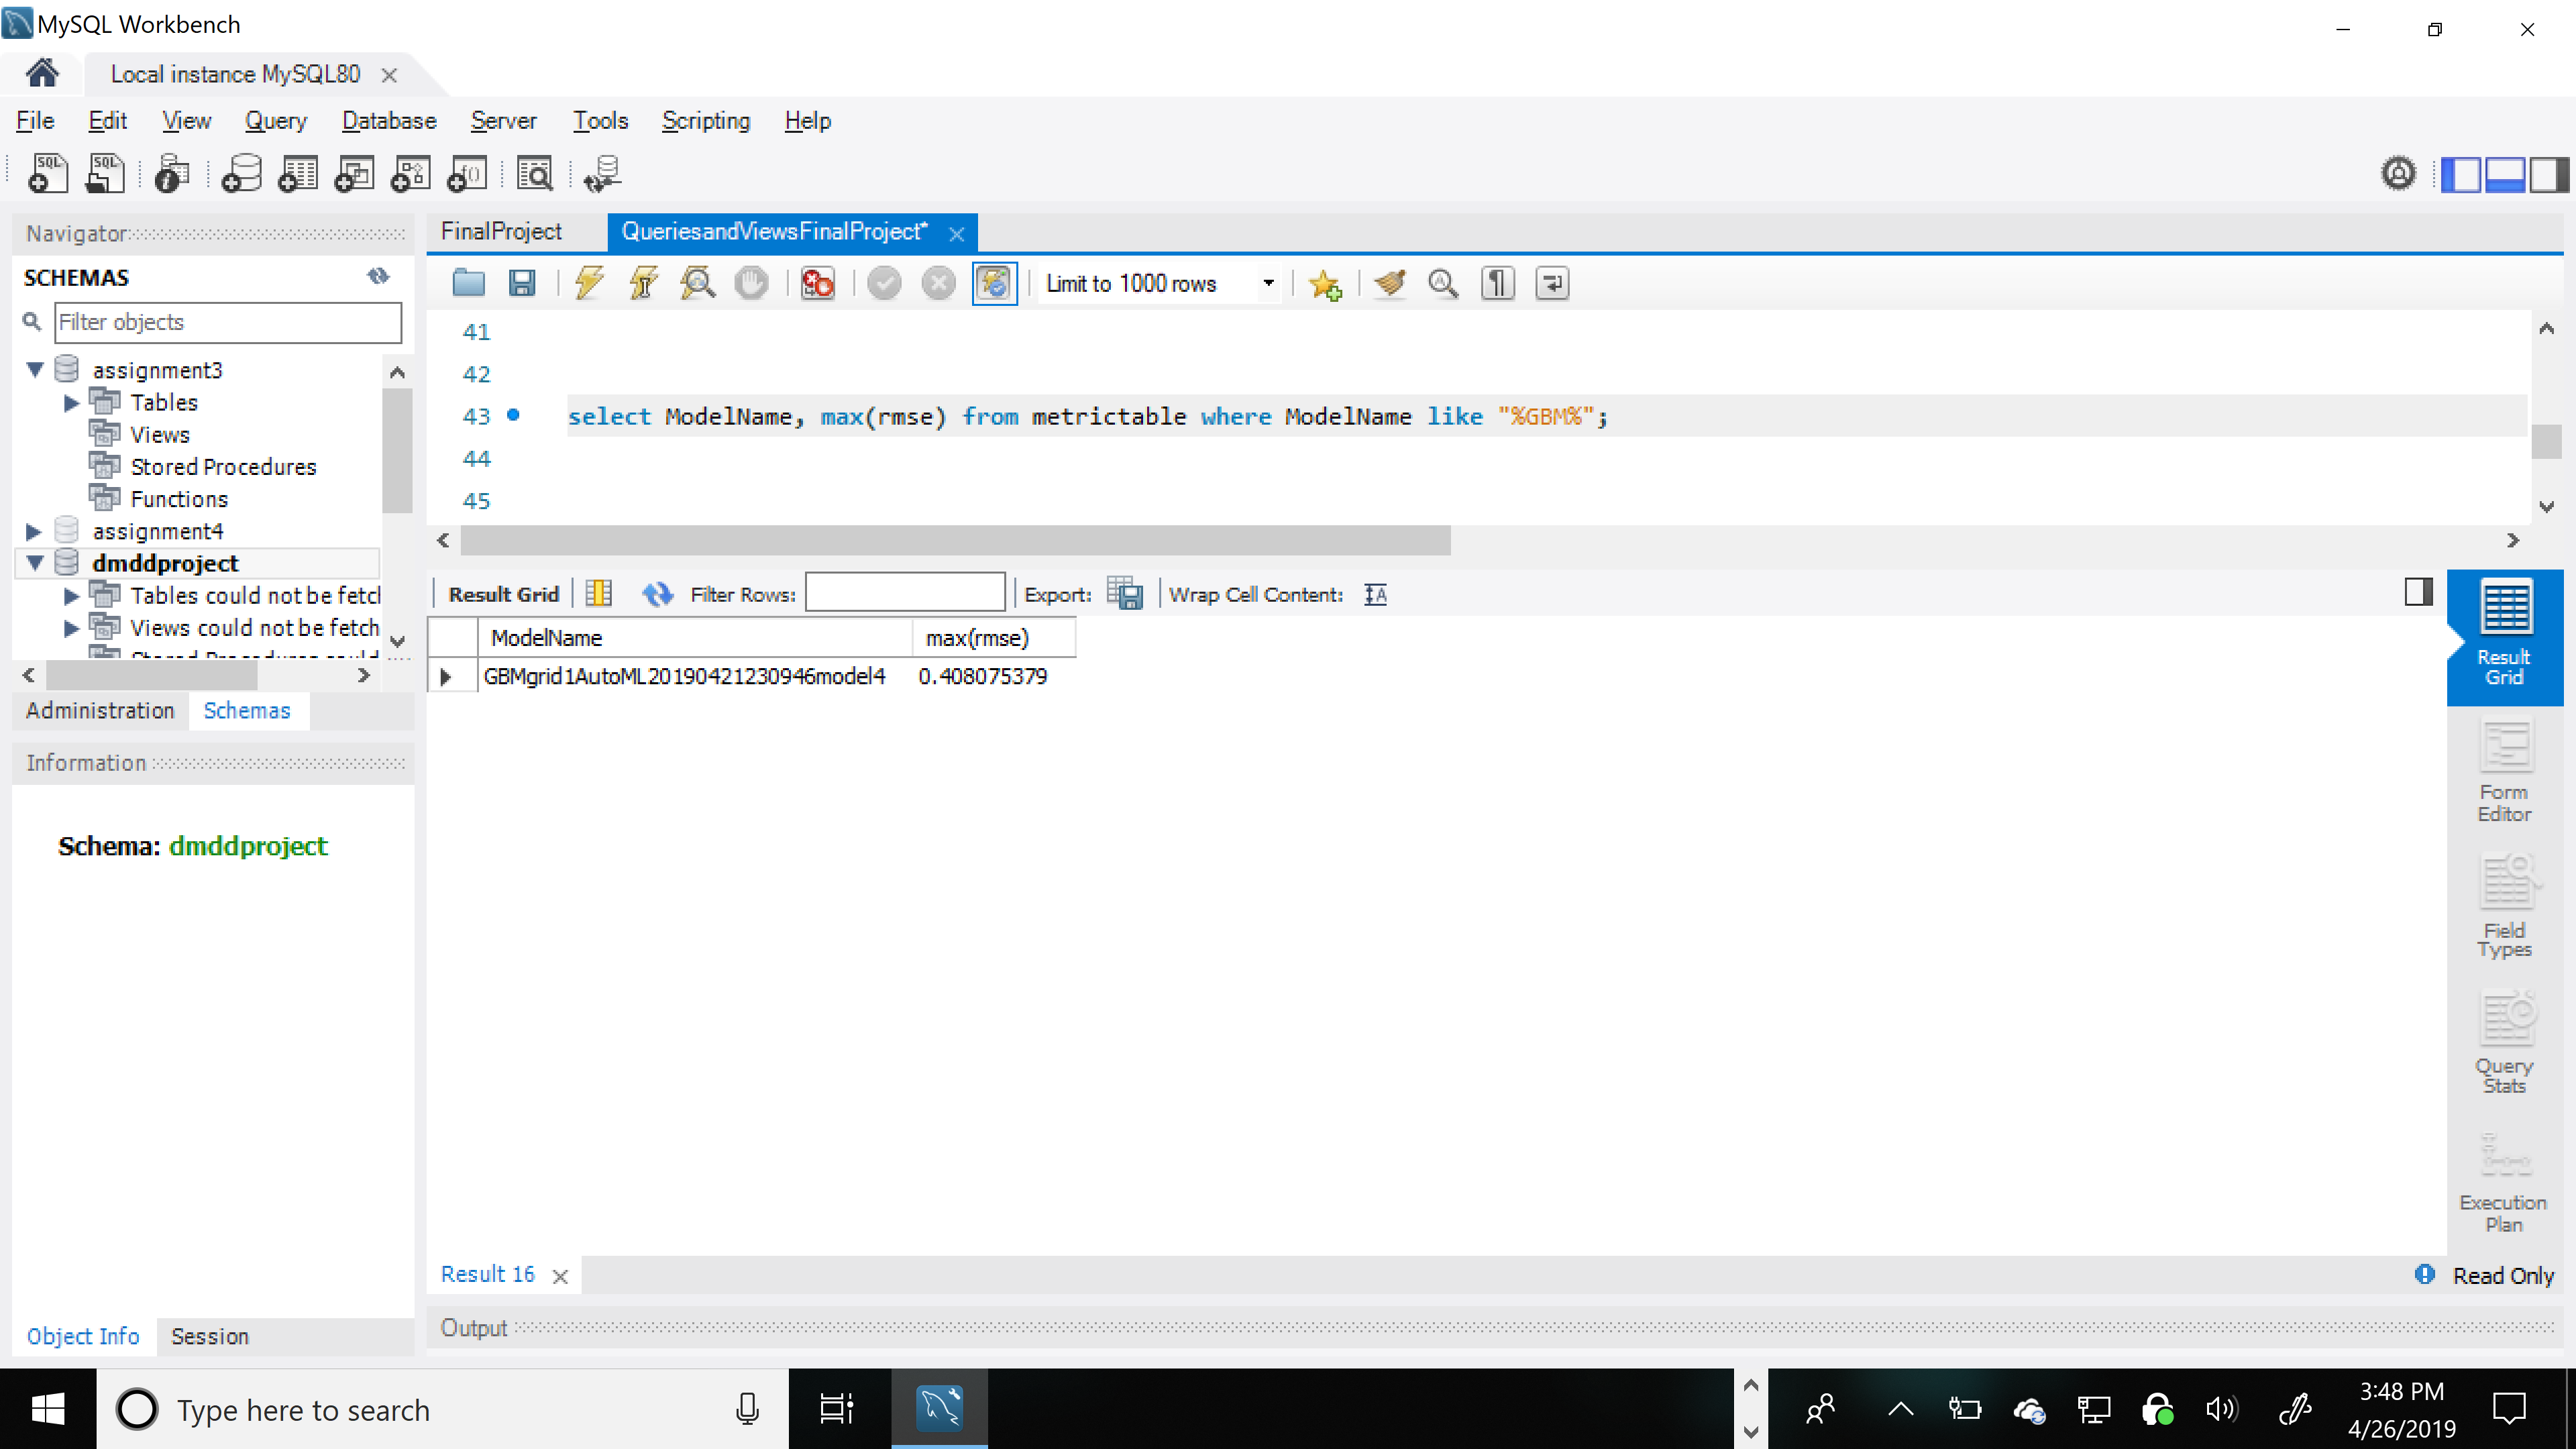 MySQL Workbench
Local instance MySQL80
File Edit View Query Database Server Tools Scripting Help
Navigator
SCHEMAS
Filter objects
assignment3
Tables
Views
Stored Procedures
Functions
assignment4
dmddproject
Tables could not be fetch
Views could not be fetch
Administration Schemas
Information
Schema: dmddproject
Object Info Session
FinalProject QueriesandViewsFinalProject*
Limit to 1000 rows
41
42
43 select ModelName, max(rmse) from metrictable where ModelName like "%GBM%";
44
45
Result Grid Filter Rows: Export: Wrap Cell Content:
ModelName max(rmse)
GBMgrid1AutoML20190421230946model4 0.408075379
Result
Grid
Form
Editor
Field
Types
Query
Stats
Execution
Plan
Result 16 Read Only
Output
Type here to search
3:48 PM
4/26/2019